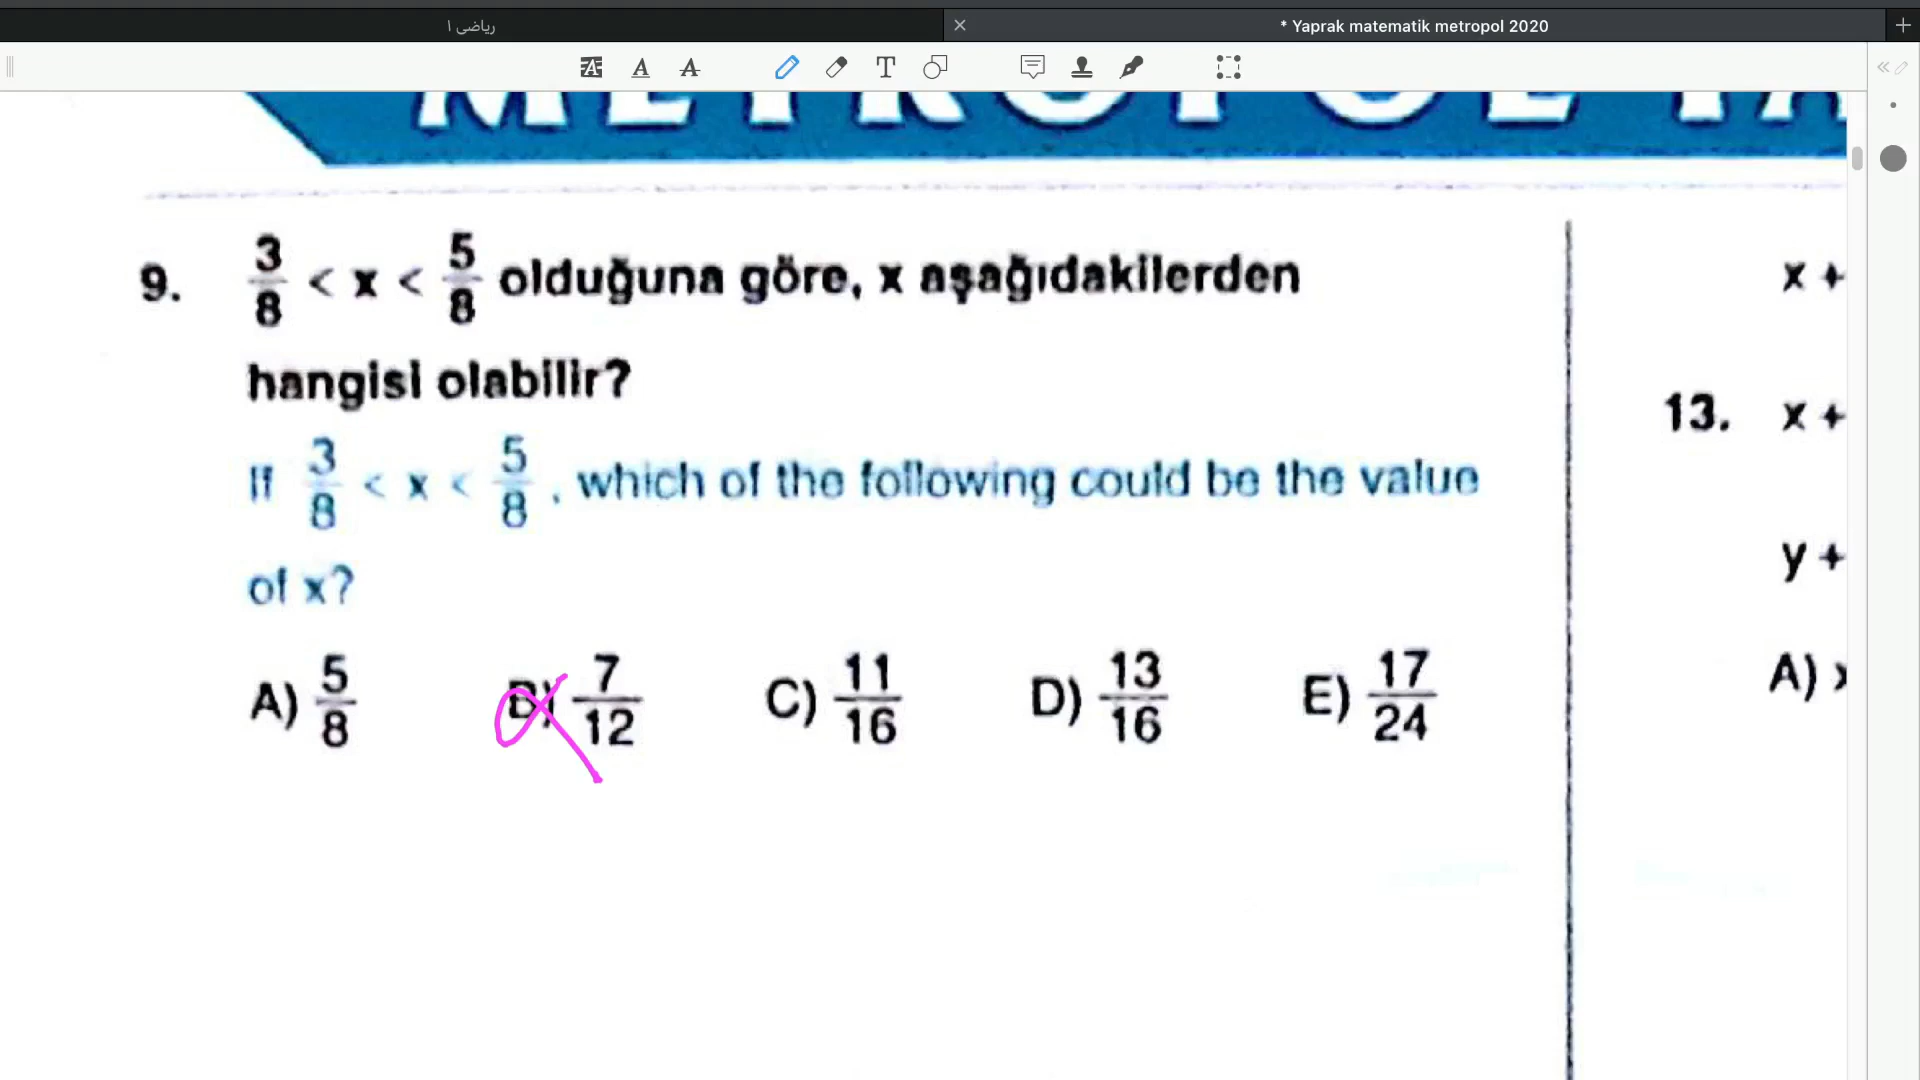 ریاضی ۱
* Yaprak matematik metropol 2020
9. 3/8 < x < 5/8 olduğuna göre, x aşağıdakilerden
hangisi olabilir?
If 3/8 < x < 5/8, which of the following could be the value
of x?
A) 5/8 B) 7/12 C) 11/16 D) 13/16 E) 17/24
x +
13. x +
y +
A)